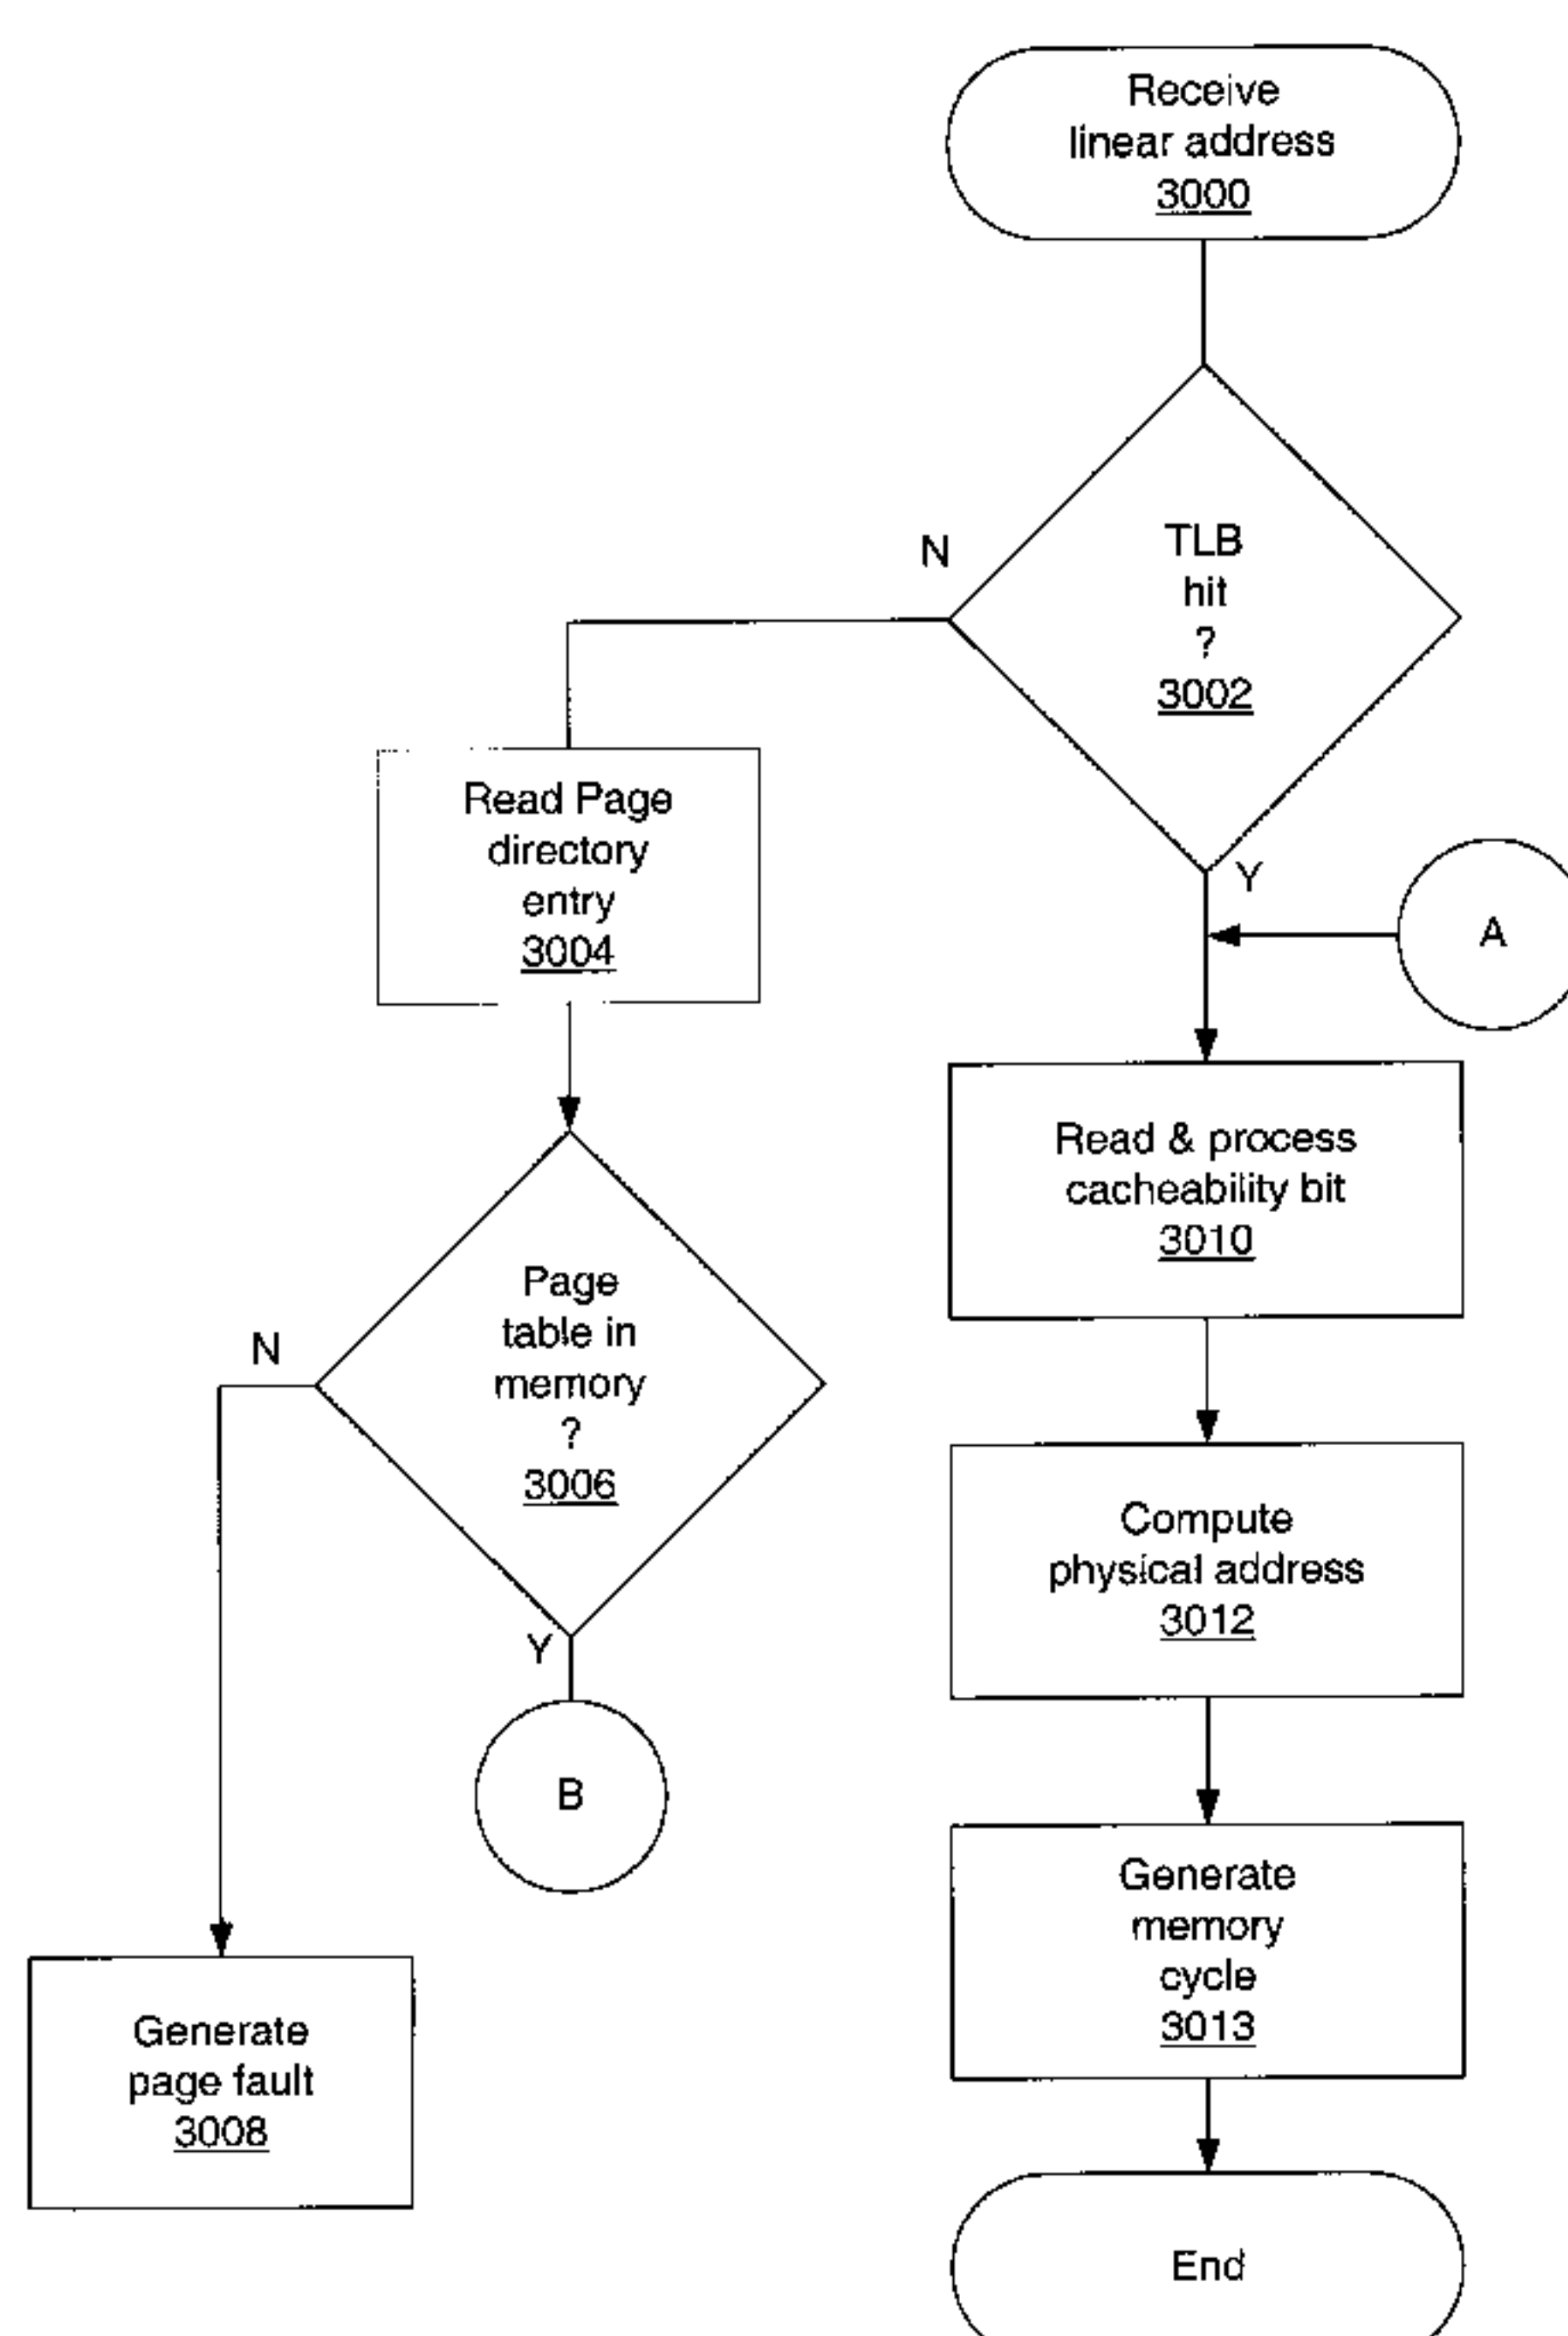 Receive
linear address
3000
TLB
hit
?
3002
N
Y
Read Page
directory
entry
3004
A
Page
table in
memory
?
3006
N
Y
B
Generate
page fault
3008
Read & process
cacheability bit
3010
Compute
physical address
3012
Generate
memory
cycle
3013
End